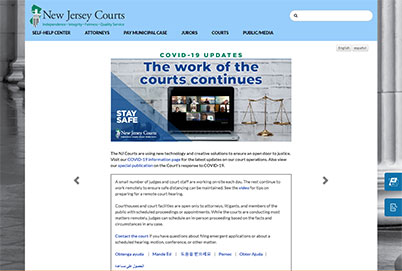 New Jersey Courts
Independence • Integrity • Fairness • Quality Service
SELF-HELP CENTER ATTORNEYS PAY MUNICIPAL CASE JURORS COURTS PUBLIC/MEDIA
English español
COVID-19 UPDATES
The work of the
courts continues
STAY
SAFE
New Jersey Courts
The NJ Courts are using new technology and creative solutions to ensure an open door to justice.
Visit our COVID-19 information page for the latest updates on our court operations. Also view
our special publication on the Court's response to COVID-19.
A small number of judges and court staff are working on-site each day. The rest continue to
work remotely to ensure safe distancing can be maintained. See the video for tips on
preparing for a remote court hearing.
Courthouses and court facilities are open only to attorneys, litigants, and members of the
public with scheduled proceedings or appointments. While the courts are conducting most
matters remotely, judges can schedule an in-person proceeding based on the facts and
circumstances in any case.
Contact the court if you have questions about filing emergent applications or about a
scheduled hearing, motion, conference, or other matter.
Obtenga ayuda | Manda Èd | 도움을 받으세요 | Pomoc | Obter Ajuda |
احصل على مساعدة